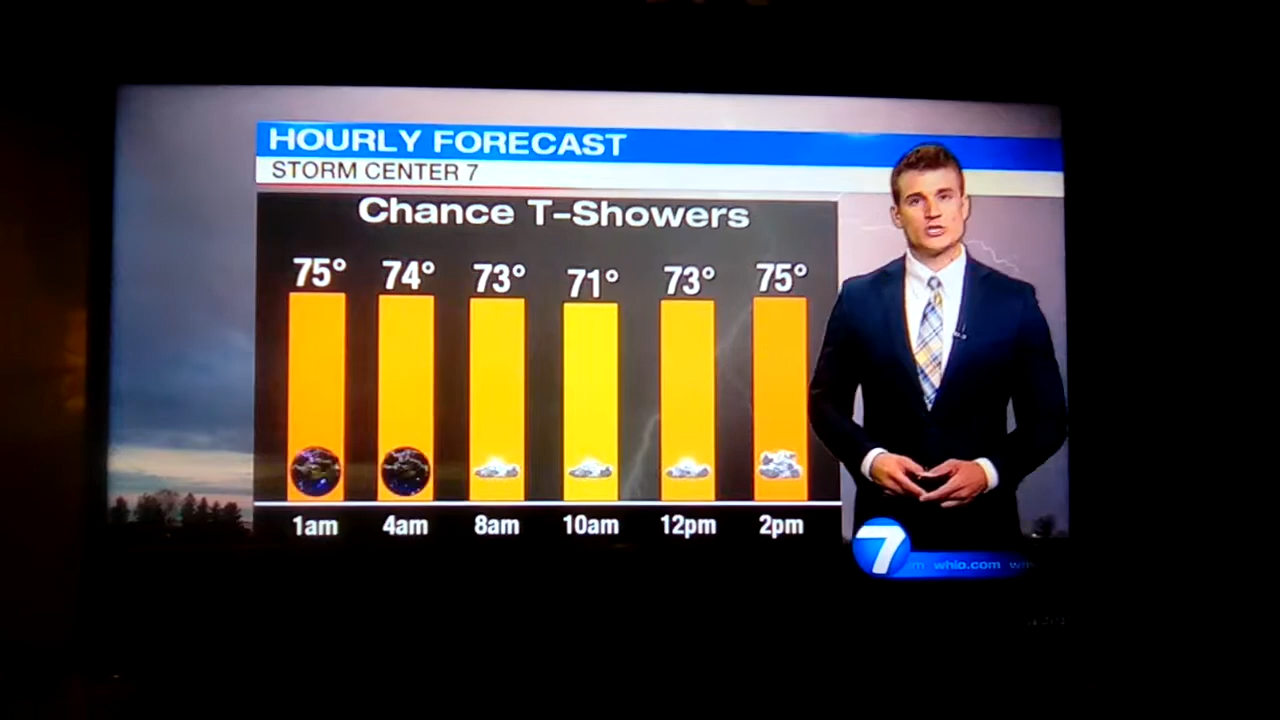 HOURLY FORECAST
STORM CENTER 7
Chance T-Showers
75° 74° 73° 71° 73° 75°
1am 4am 8am 10am 12pm 2pm
7
m whio.com